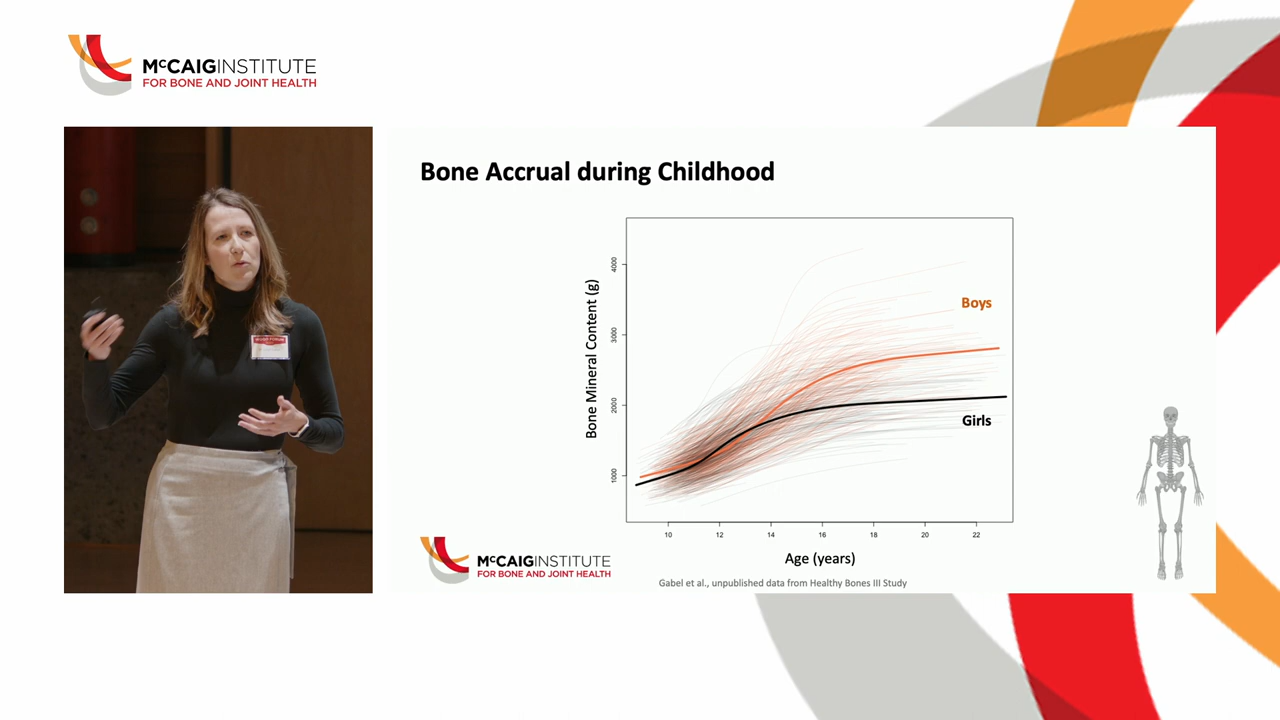 McCAIGINSTITUTE
FOR BONE AND JOINT HEALTH
Bone Accrual during Childhood
Bone Mineral Content (g)
4000
3000
2000
1000
Boys
Girls
10 12 14 16 18 20 22
Age (years)
McCAIGINSTITUTE
FOR BONE AND JOINT HEALTH
Gabel et al., unpublished data from Healthy Bones III Study